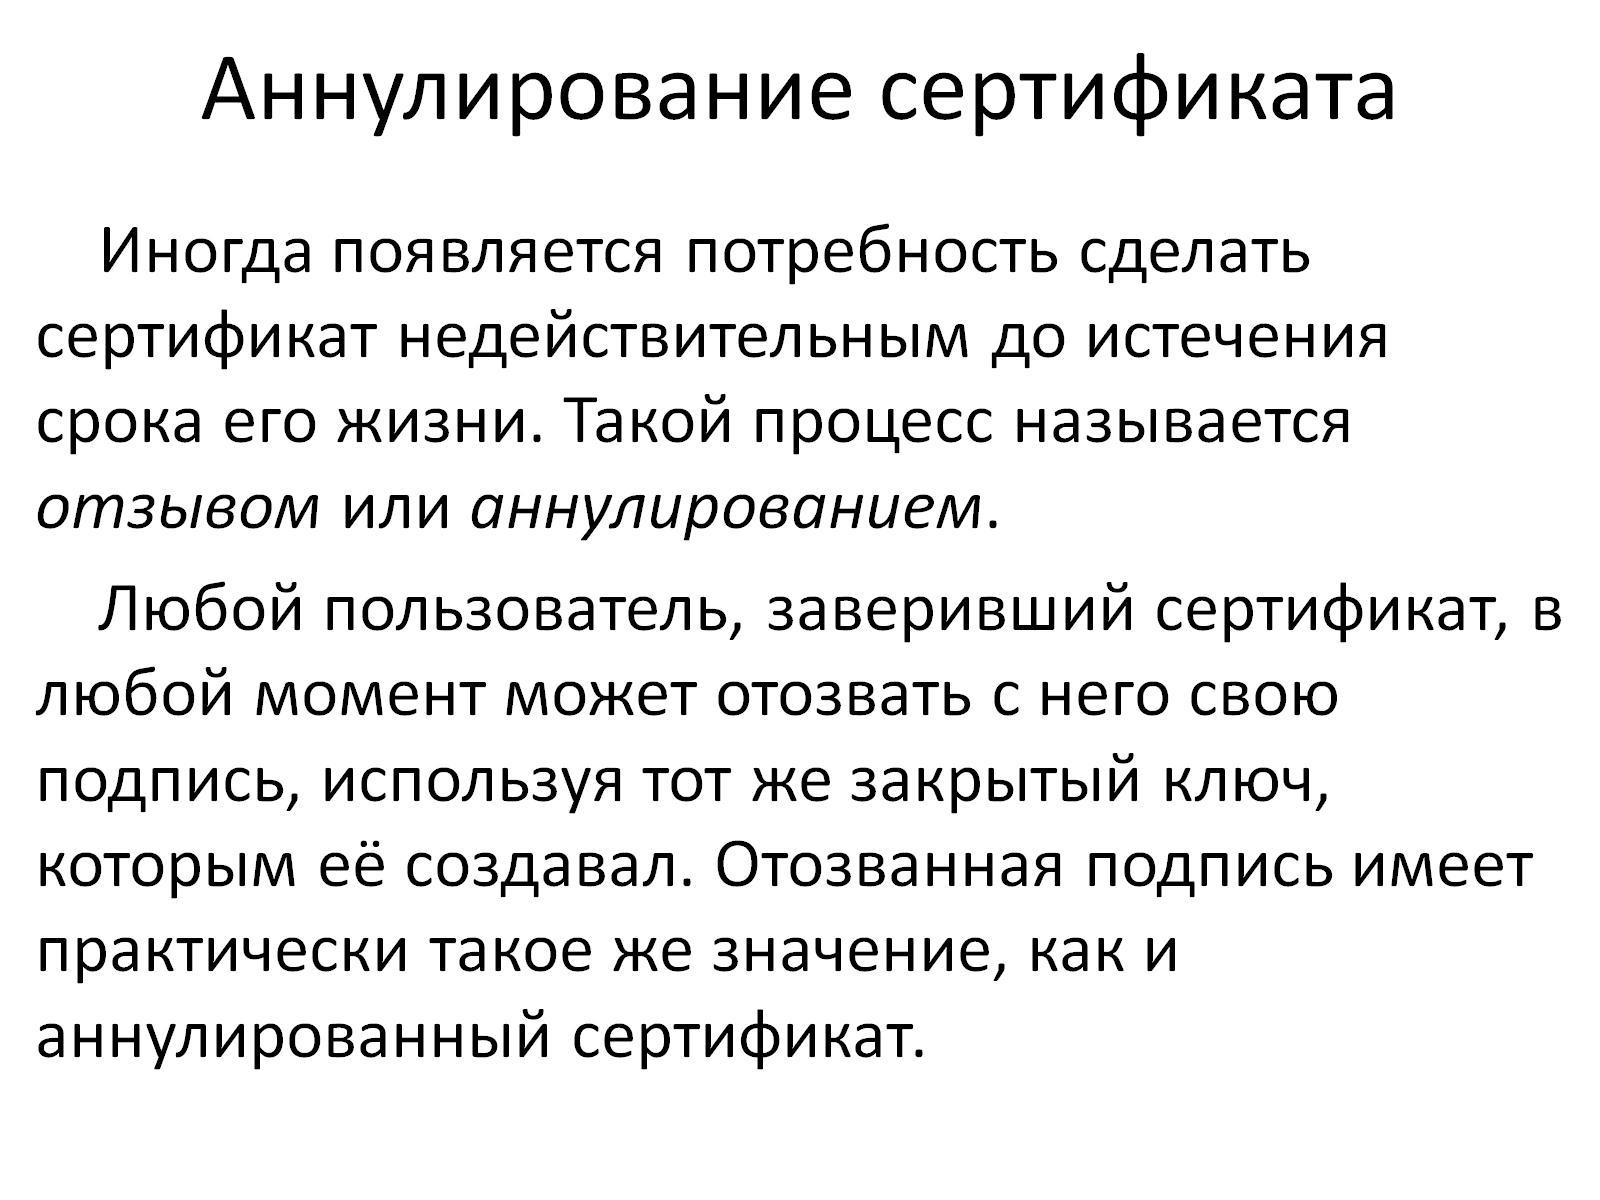 Аннулирование сертификата
Иногда появляется потребность сделать
сертификат недействительным до истечения
срока его жизни. Такой процесс называется
отзывом или аннулированием.
Любой пользователь, заверивший сертификат, в
любой момент может отозвать с него свою
подпись, используя тот же закрытый ключ,
которым её создавал. Отозванная подпись имеет
практически такое же значение, как и
аннулированный сертификат.